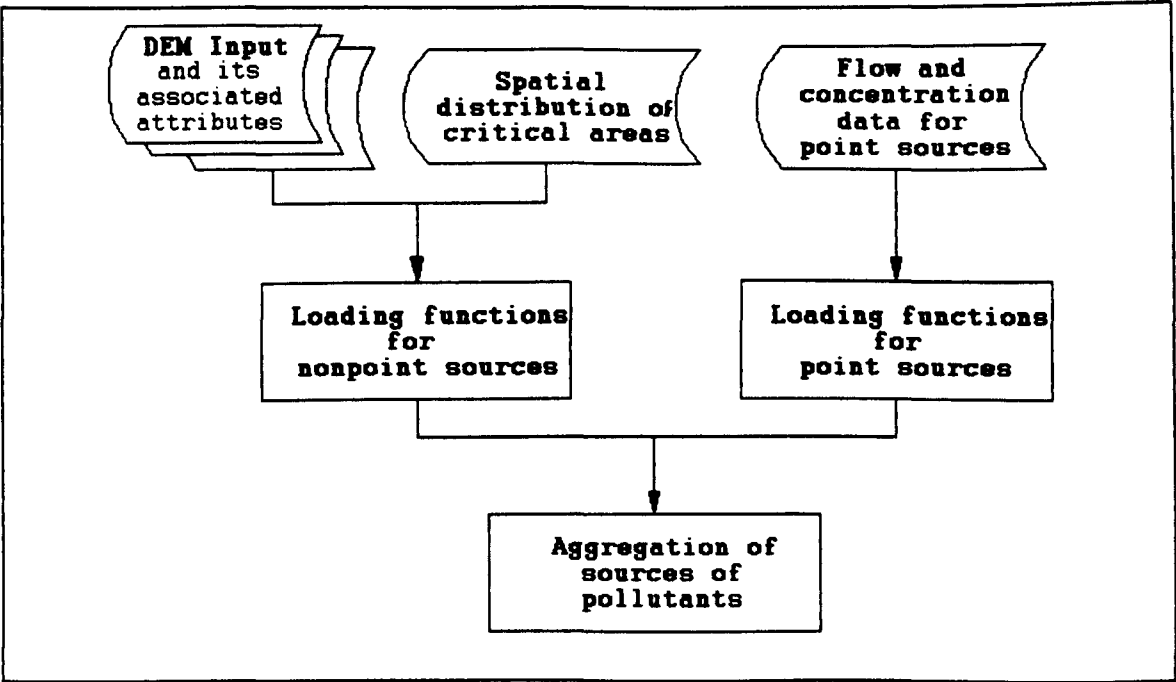 DEM Input
and its
associated
attributes
Spatial
distribution of
critical areas
Flow and
concentration
data for
point sources
Loading functions
for
nonpoint sources
Loading functions
for
point sources
Aggregation of
sources of
pollutants